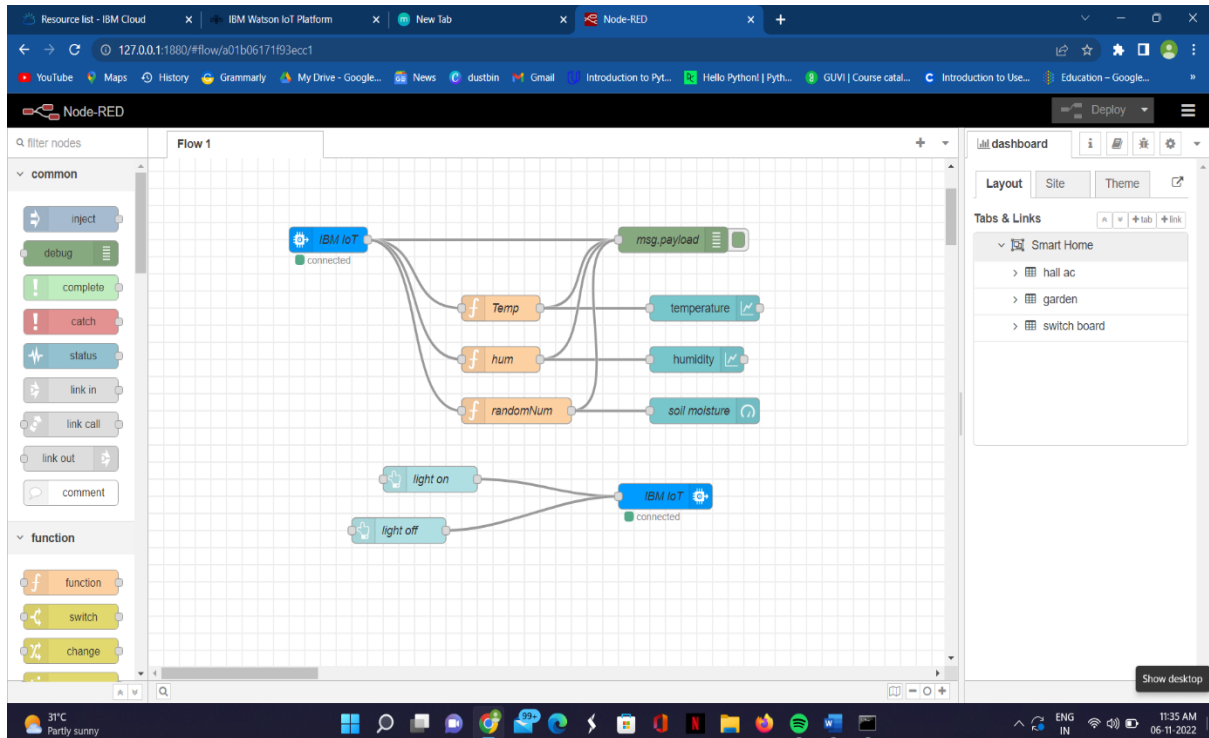 Resource list - IBM Cloud
IBM Watson IoT Platform
New Tab
Node-RED
127.0.0.1:1880/#flow/a01b06171f93ecc1
YouTube
Maps
History
Grammarly
My Drive - Google...
News
dustbin
Gmail
Introduction to Pyt...
Hello Python! | Pyth...
GUVI | Course catal...
Introduction to Use...
Education – Google...
Node-RED
Deploy
filter nodes
Flow 1
dashboard
common
inject
debug
complete
catch
status
link in
link call
link out
comment
function
function
switch
change
IBM IoT
connected
msg.payload
Temp
temperature
hum
humidity
randomNum
soil moisture
light on
light off
IBM IoT
connected
Layout
Site
Theme
Tabs & Links
+tab
+link
Smart Home
hall ac
garden
switch board
Show desktop
31°C
Partly sunny
99+
ENG
IN
11:35 AM
06-11-2022